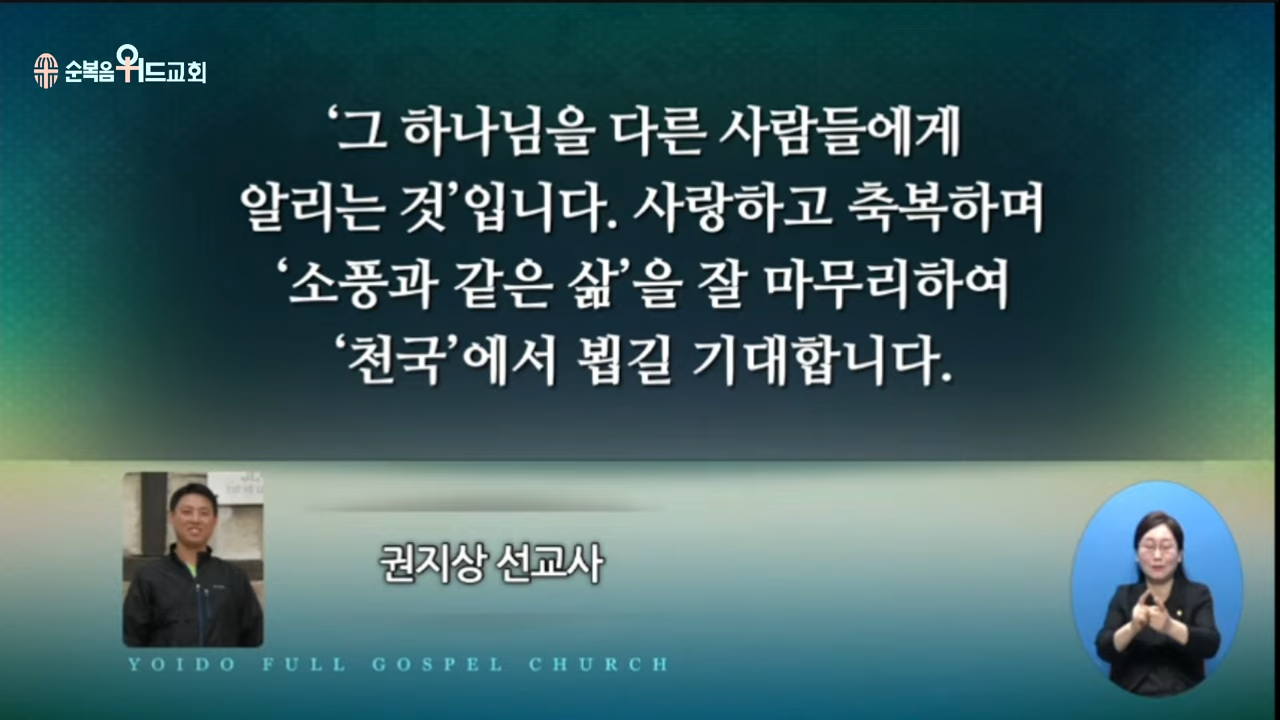 순복음위드교회
‘그 하나님을 다른 사람들에게
알리는 것’입니다. 사랑하고 축복하며
‘소풍과 같은 삶’을 잘 마무리하여
‘천국’에서 뵙길 기대합니다.
권지상 선교사
YOIDO FULL GOSPEL CHURCH